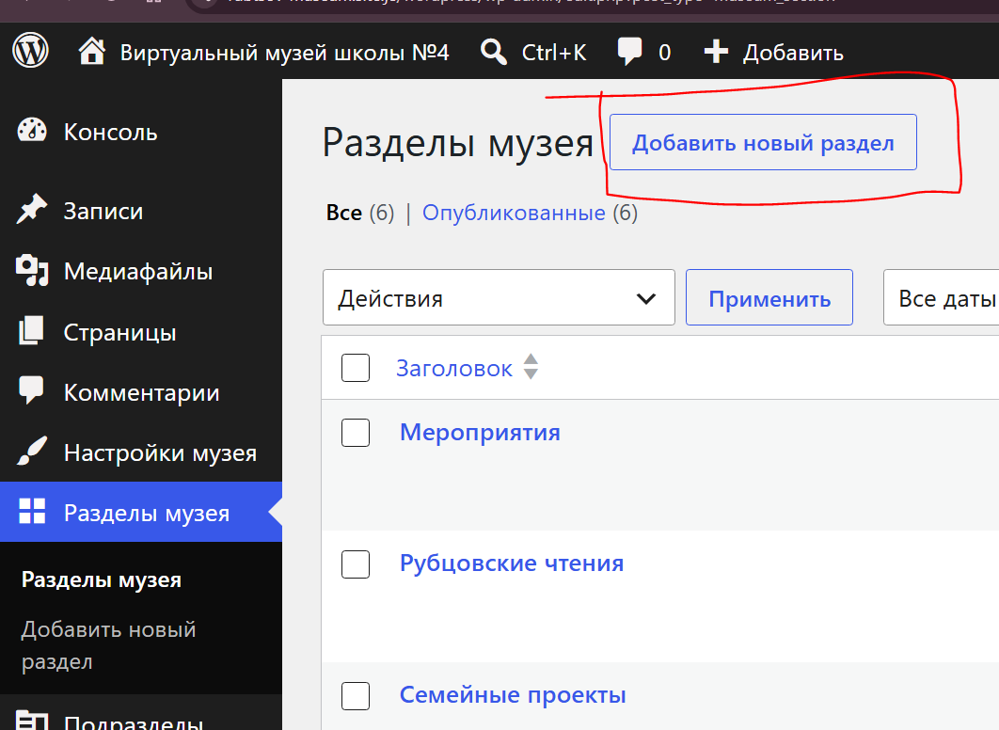 Виртуальный музей школы №4 Ctrl+K 0 Добавить
Консоль
Записи
Медиафайлы
Страницы
Комментарии
Настройки музея
Разделы музея
Разделы музея
Добавить новый
раздел
Подразделы
Разделы музея Добавить новый раздел
Все (6) | Опубликованные (6)
Действия Применить Все даты
Заголовок
Мероприятия
Рубцовские чтения
Семейные проекты